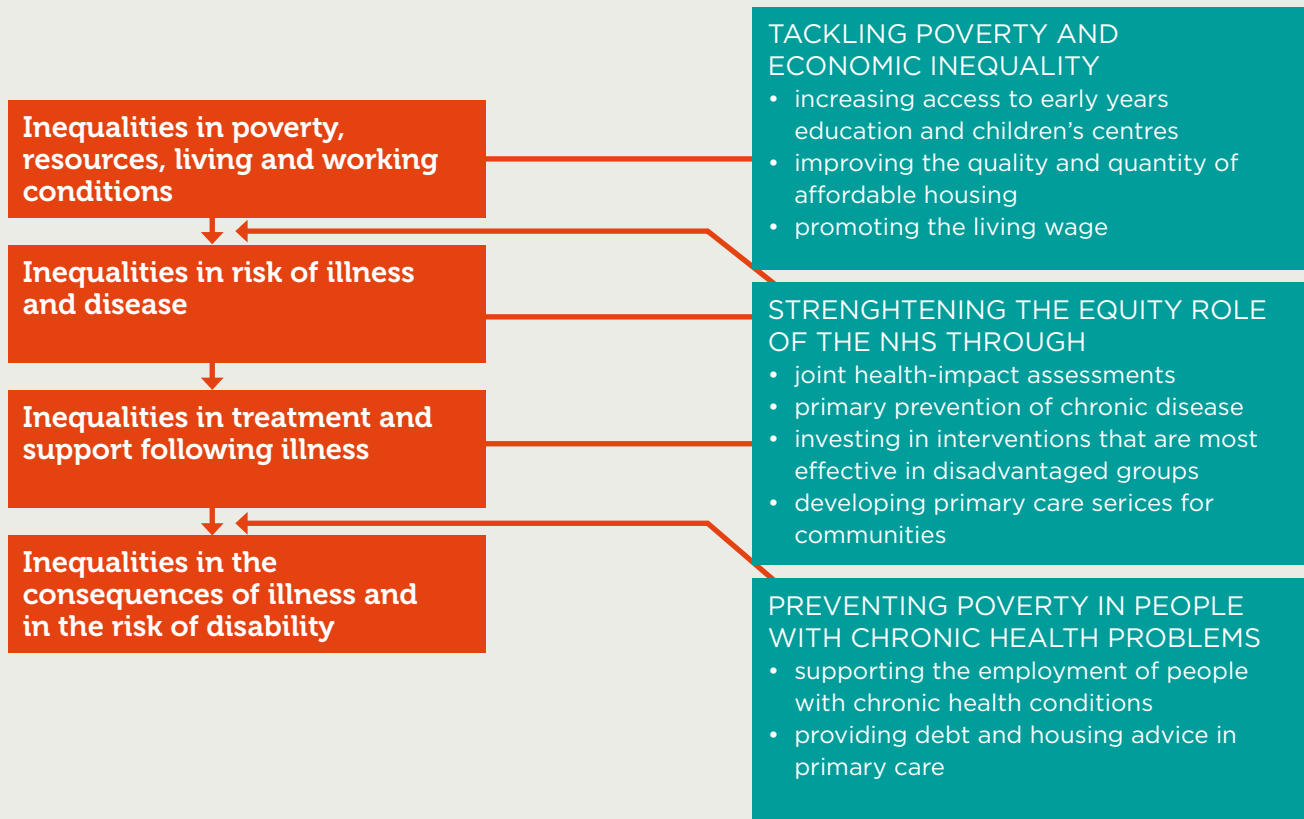 Inequalities in poverty,
resources, living and working
conditions
Inequalities in risk of illness
and disease
Inequalities in treatment and
support following illness
Inequalities in the
consequences of illness and
in the risk of disability
TACKLING POVERTY AND
ECONOMIC INEQUALITY
• increasing access to early years
education and children’s centres
• improving the quality and quantity of
affordable housing
• promoting the living wage
STRENGHTENING THE EQUITY ROLE
OF THE NHS THROUGH
• joint health-impact assessments
• primary prevention of chronic disease
• investing in interventions that are most
effective in disadvantaged groups
• developing primary care serices for
communities
PREVENTING POVERTY IN PEOPLE
WITH CHRONIC HEALTH PROBLEMS
• supporting the employment of people
with chronic health conditions
• providing debt and housing advice in
primary care